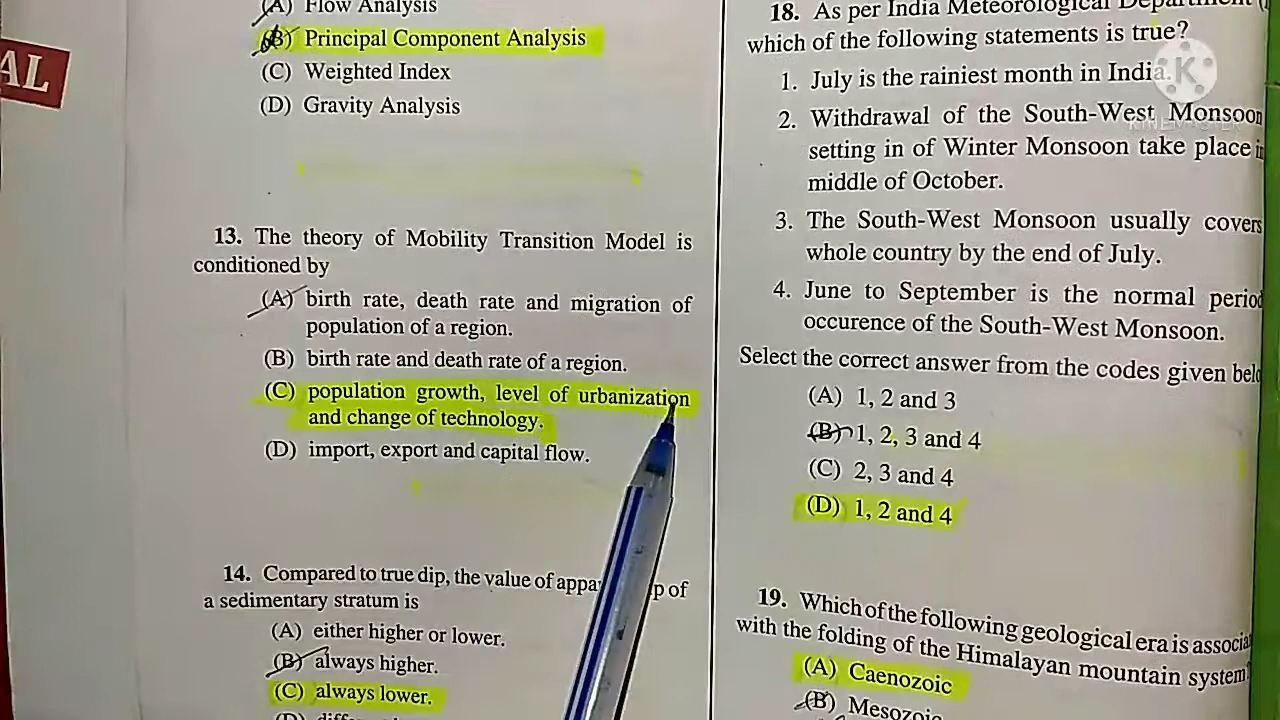 AL
(A) Flow Analysis
(B) Principal Component Analysis
(C) Weighted Index
(D) Gravity Analysis
13. The theory of Mobility Transition Model is
conditioned by
(A) birth rate, death rate and migration of
population of a region.
(B) birth rate and death rate of a region.
(C) population growth, level of urbanization
and change of technology.
(D) import, export and capital flow.
14. Compared to true dip, the value of of
a sedimentary stratum is
(A) either higher or lower.
(B) always higher.
(C) always lower.
(D)
18. As per India Meteorological Department
which of the following statements is true?
1. July is the rainiest month in India.
2. Withdrawal of the South-West Monsoon
setting in of Winter Monsoon take place
middle of October.
3. The South-West Monsoon usually covers
whole country by the end of July.
4. June to September is the normal
occurence of the South-West Monsoon.
Select the correct answer from the codes given
(A) 1, 2 and 3
(B) 1, 2, 3 and 4
(C) 2, 3 and 4
(D) 1, 2 and 4
19. Which of the following geological era is
with the folding of the Himalayan mountain system
(A) Caenozoic
(B) Mesozoic
K
KINEMASTER